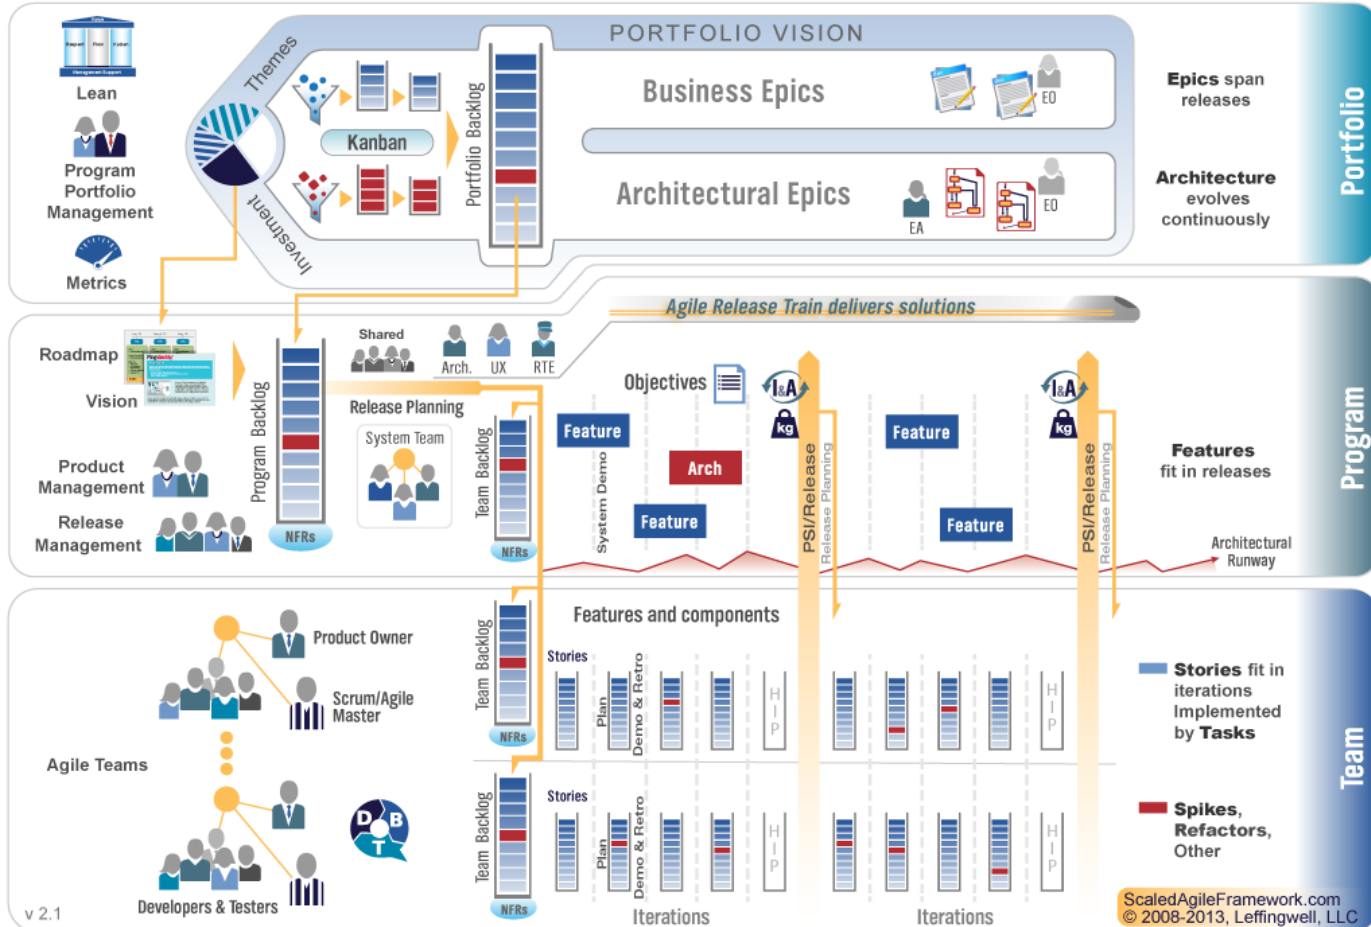 PORTFOLIO VISION
Themes
Investment
Lean
Program
Portfolio
Management
Metrics
Kanban
Portfolio Backlog
Business Epics
EO
Architectural Epics
EA
EO
Epics span
releases
Architecture
evolves
continuously
Portfolio
Management Support
Agile Release Train delivers solutions
Roadmap
Vision
Product
Management
Release
Management
Program Backlog
NFRs
Shared
Arch.
UX
RTE
Release Planning
System Team
Team Backlog
NFRs
Objectives
Feature
System Demo
Arch
Feature
I&A
kg
PSI/Release
Release Planning
Feature
Feature
I&A
kg
PSI/Release
Release Planning
Features
fit in releases
Architectural
Runway
Program
Product Owner
Scrum/Agile
Master
Agile Teams
D B
T
Developers & Testers
v 2.1
Team Backlog
NFRs
Features and components
Stories
Plan
Demo & Retro
H
I
P
H
I
P
Team Backlog
NFRs
Stories
Plan
Demo & Retro
H
I
P
H
I
P
Iterations
Iterations
Stories fit in
iterations
Implemented
by Tasks
Spikes,
Refactors,
Other
Team
ScaledAgileFramework.com
© 2008-2013, Leffingwell, LLC